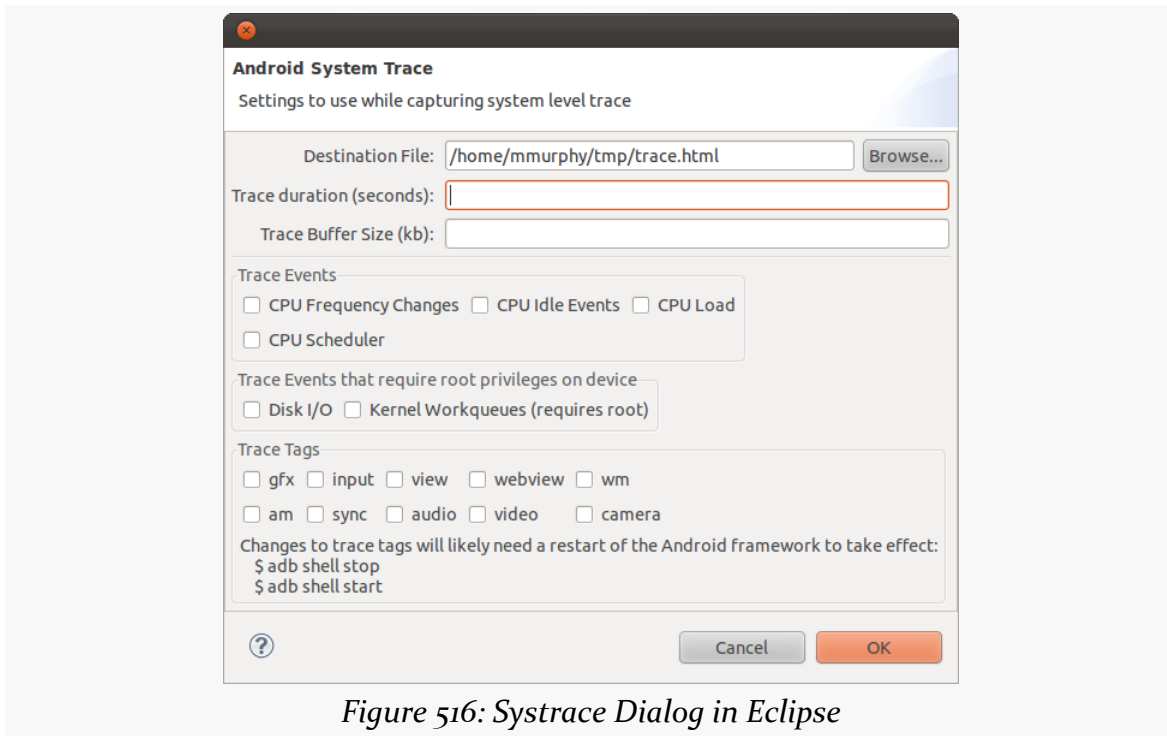 Android System Trace
Settings to use while capturing system level trace
Destination File: /home/mmurphy/tmp/trace.html Browse...
Trace duration (seconds):
Trace Buffer Size (kb):
Trace Events
CPU Frequency Changes CPU Idle Events CPU Load
CPU Scheduler
Trace Events that require root privileges on device
Disk I/O Kernel Workqueues (requires root)
Trace Tags
gfx input view webview wm
am sync audio video camera
Changes to trace tags will likely need a restart of the Android framework to take effect:
$ adb shell stop
$ adb shell start
? Cancel OK
Figure 516: Systrace Dialog in Eclipse